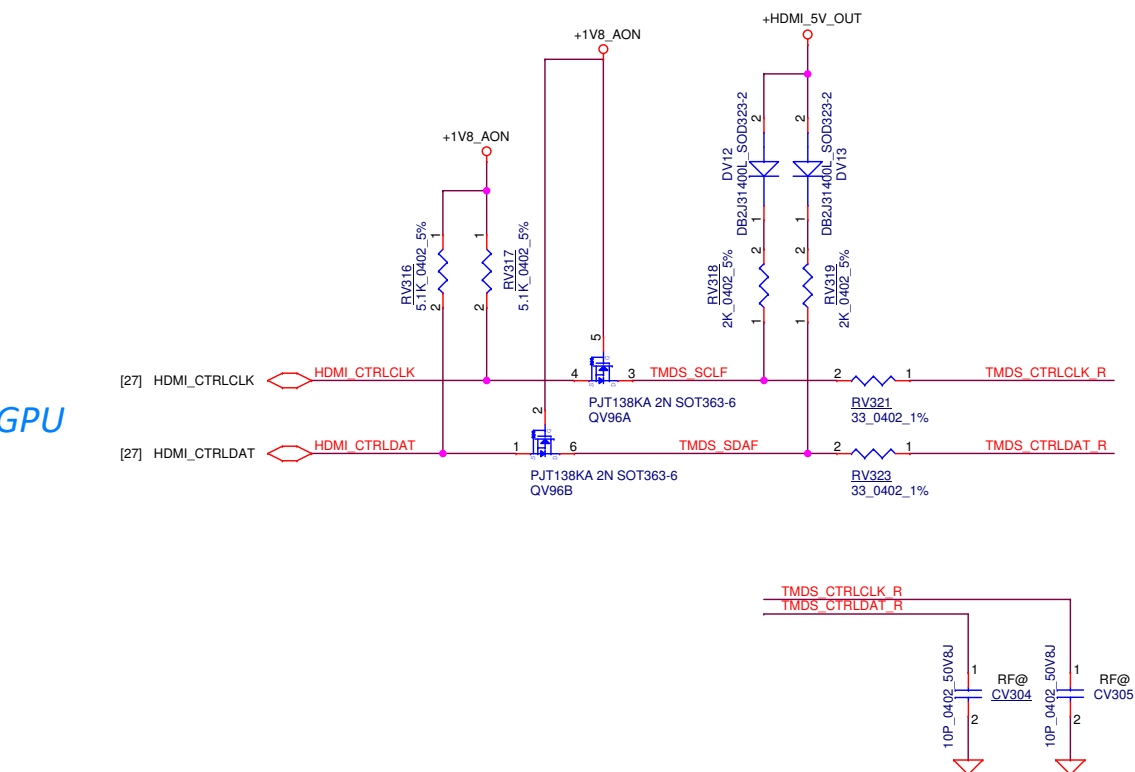 +HDMI_5V_OUT
+1V8_AON
+1V8_AON
DV12
DB2J31400L_SOD323-2
2
1
DB2J31400L_SOD323-2
DV13
2
1
RV316
5.1K_0402_5%
1
2
RV317
5.1K_0402_5%
1
2
RV318
2K_0402_5%
2
1
RV319
2K_0402_5%
2
1
[27] HDMI_CTRLCLK
HDMI_CTRLCLK
4
5
3
TMDS_SCLF
2
1
TMDS_CTRLCLK_R
PJT138KA 2N SOT363-6
QV96A
RV321
33_0402_1%
GPU
[27] HDMI_CTRLDAT
HDMI_CTRLDAT
1
2
6
TMDS_SDAF
2
1
TMDS_CTRLDAT_R
PJT138KA 2N SOT363-6
QV96B
RV323
33_0402_1%
TMDS_CTRLCLK_R
TMDS_CTRLDAT_R
10P_0402_50V8J
1
2
RF@
CV304
10P_0402_50V8J
1
2
RF@
CV305